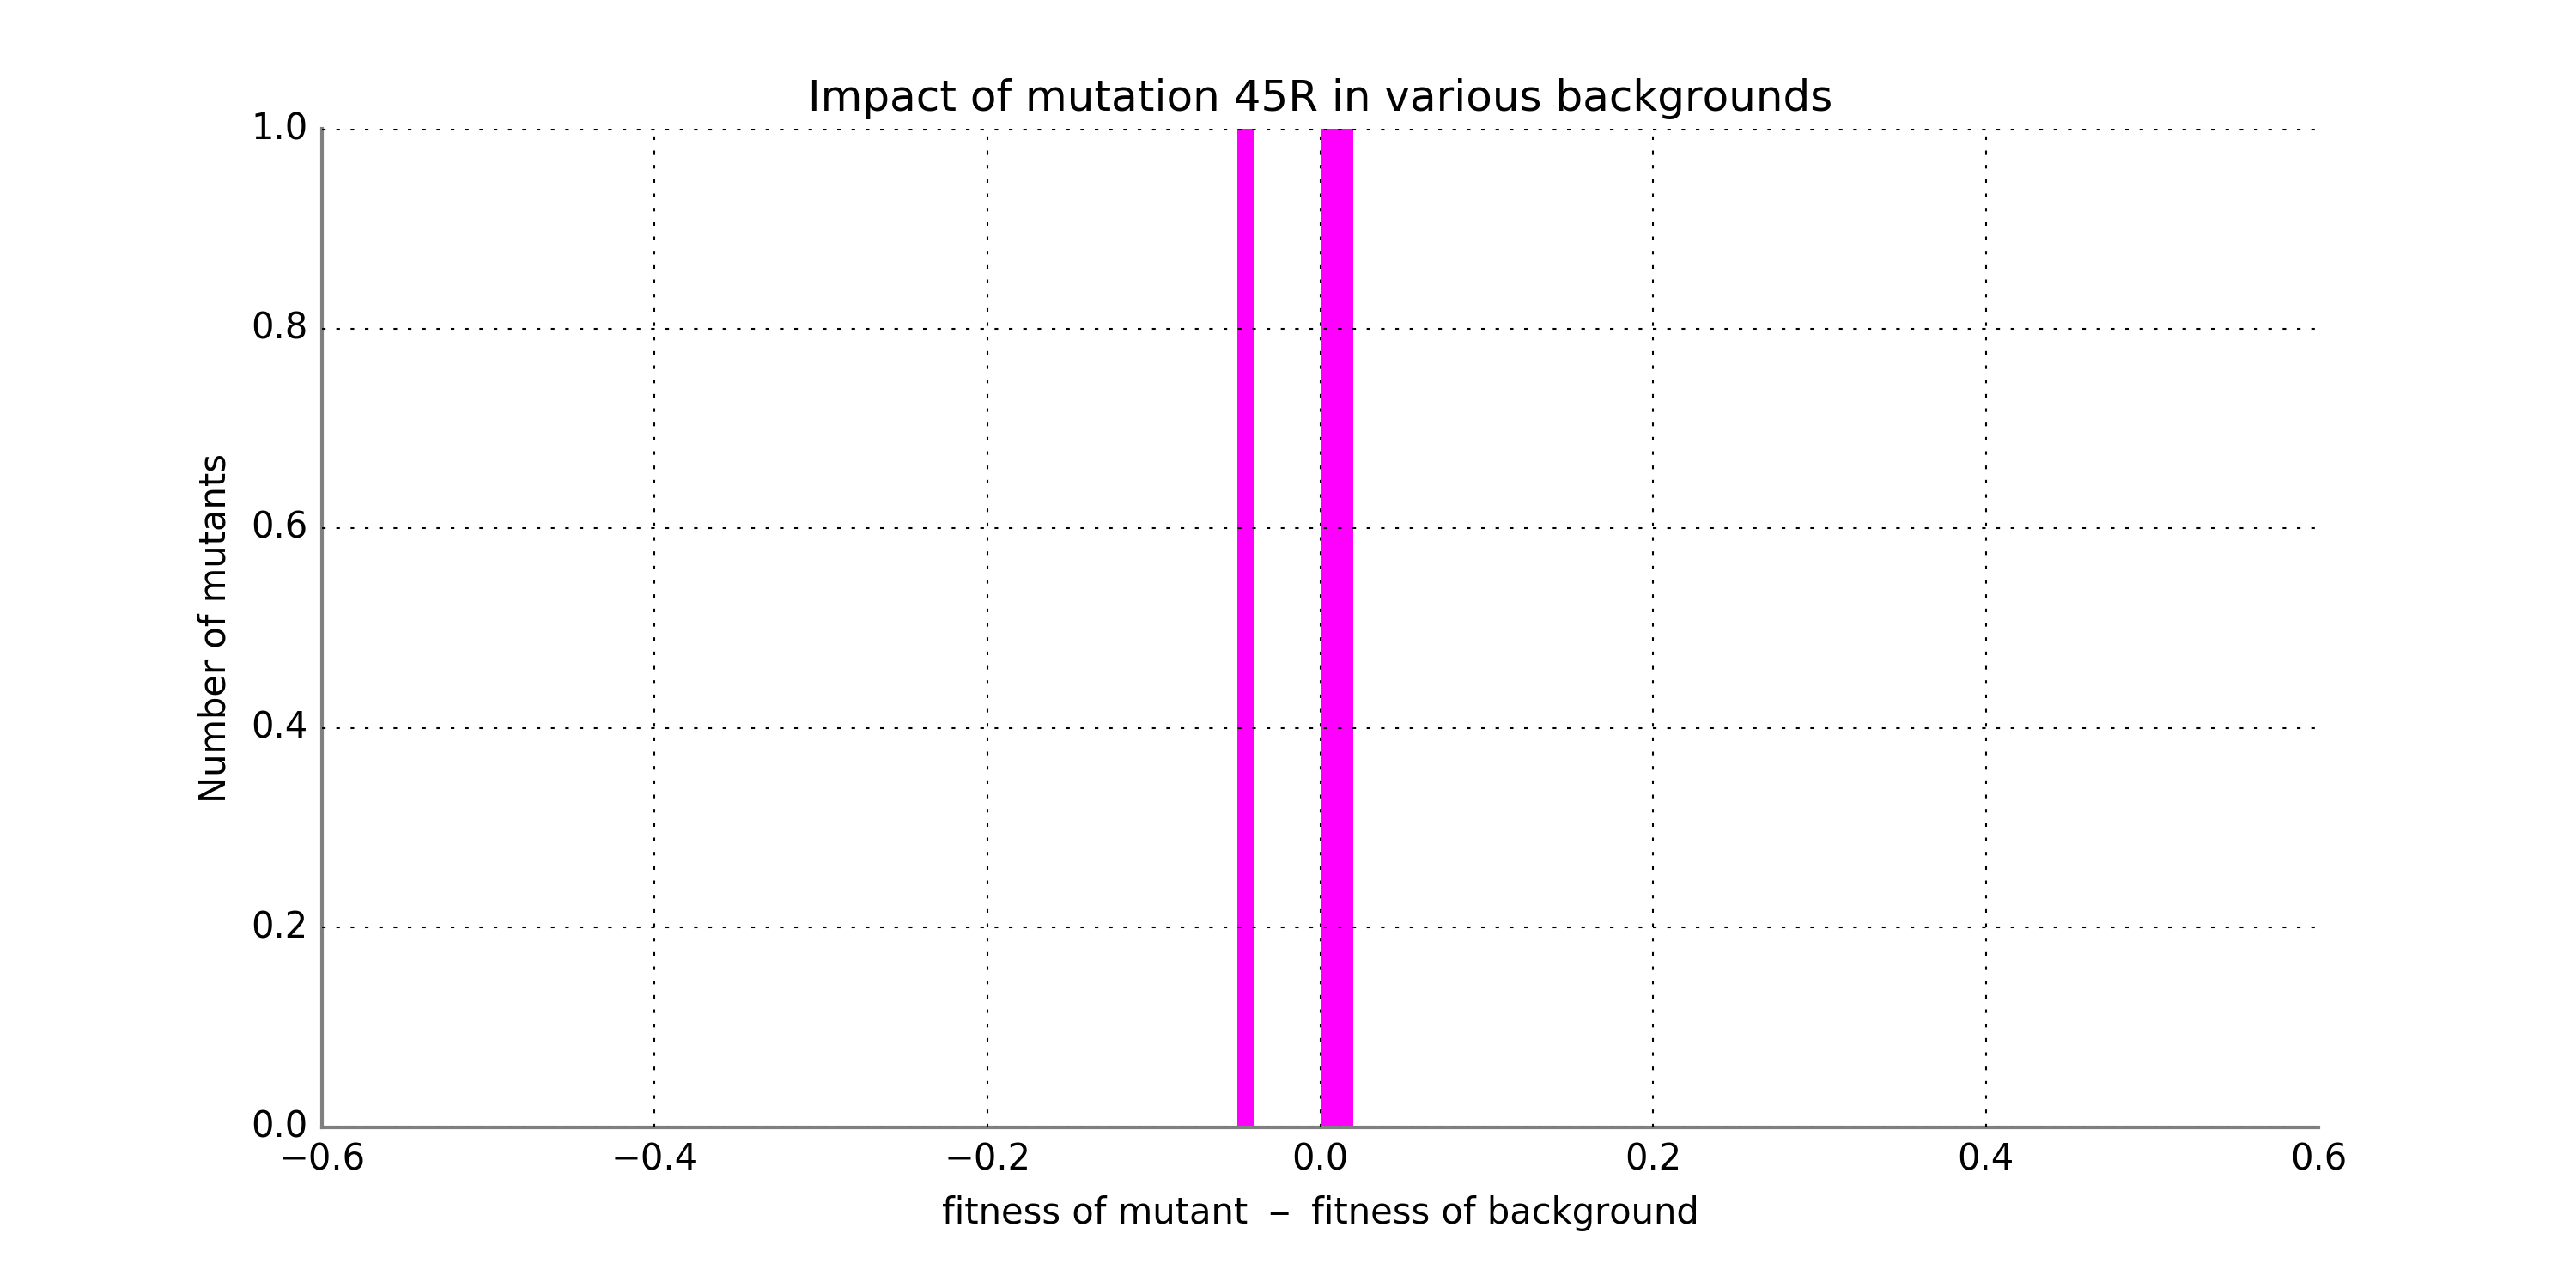 Impact of mutation 45R in various backgrounds
1.0
0.8
0.6
0.4
0.2
0.0
Number of mutants
−0.6 −0.4 −0.2 0.0 0.2 0.4 0.6
fitness of mutant − fitness of background